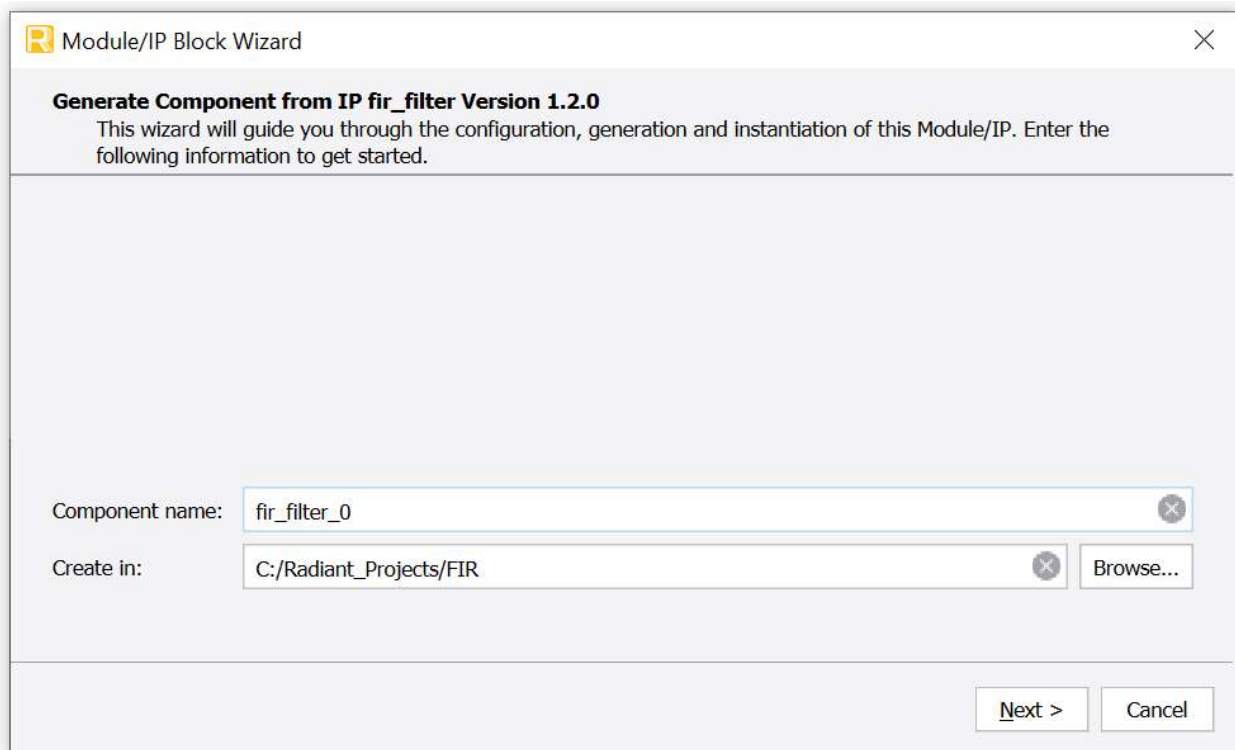 Module/IP Block Wizard
Generate Component from IP fir_filter Version 1.2.0
This wizard will guide you through the configuration, generation and instantiation of this Module/IP. Enter the
following information to get started.
Component name: fir_filter_0
Create in: C:/Radiant_Projects/FIR Browse...
Next > Cancel